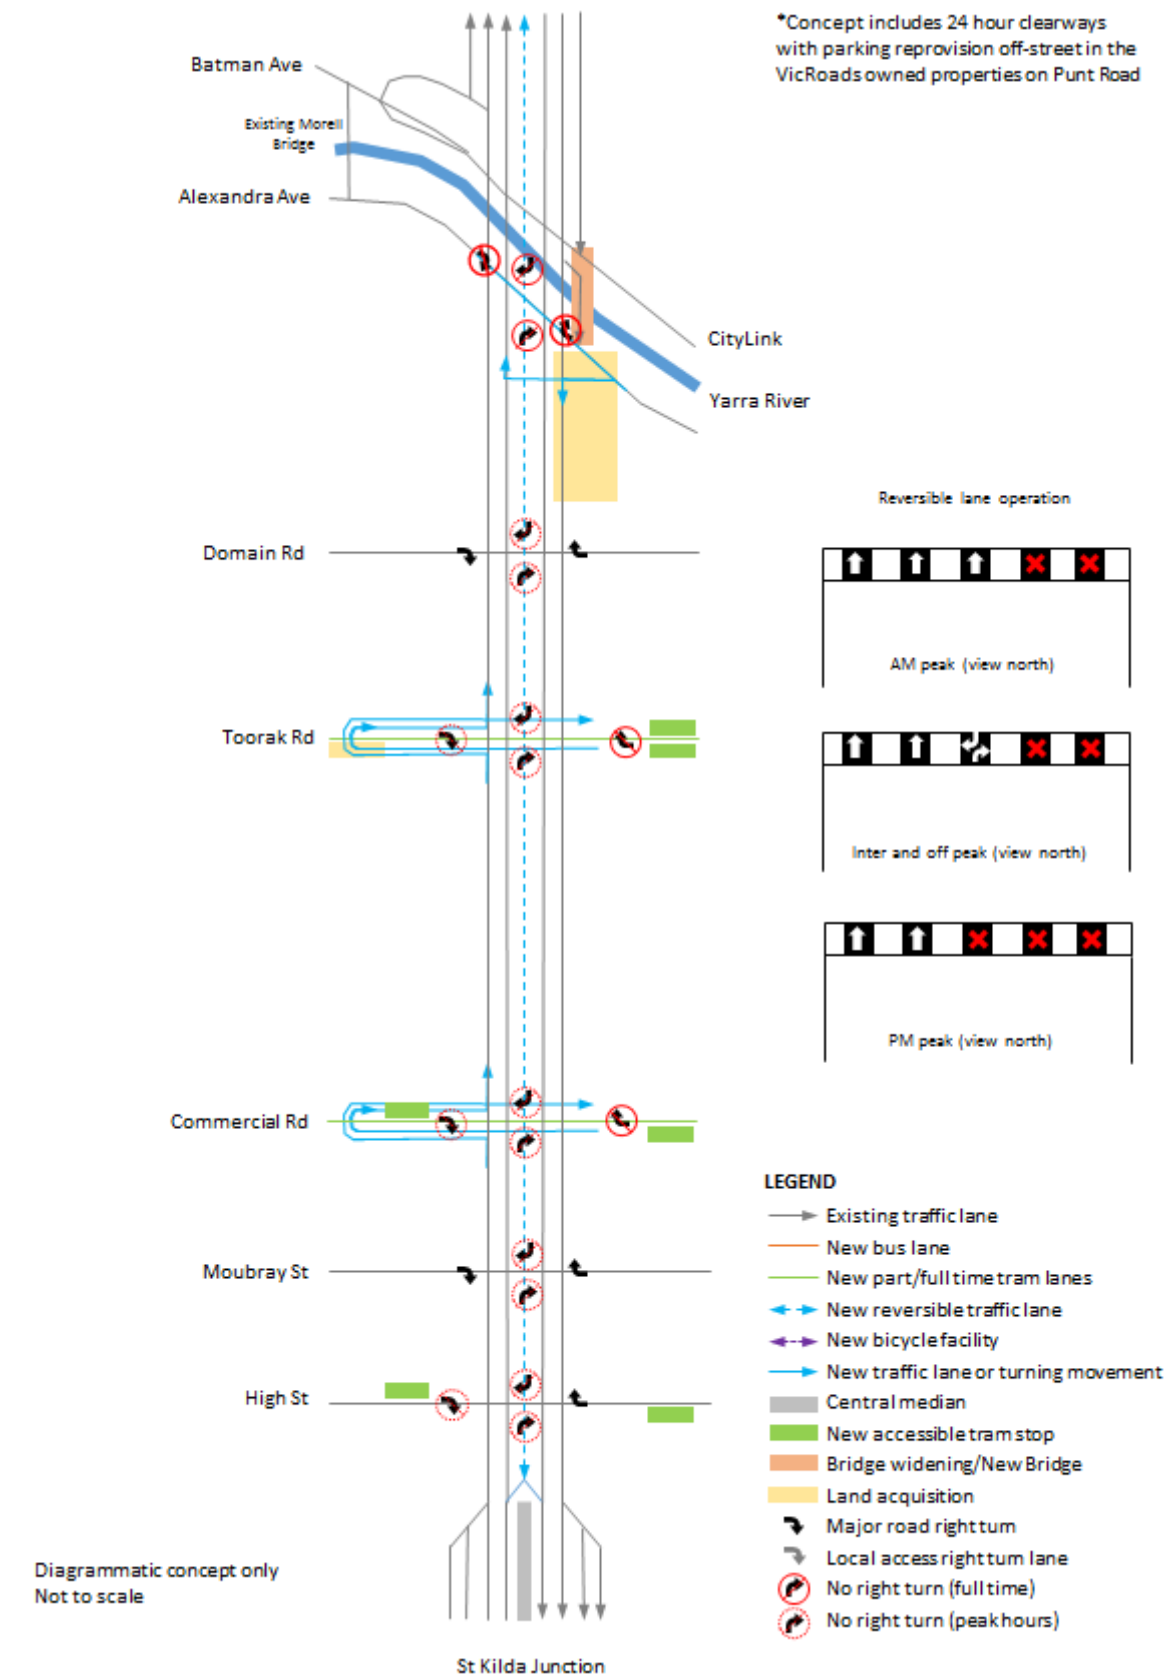 *Concept includes 24 hour clearways
with parking reprovision off-street in the
VicRoads owned properties on Punt Road
Batman Ave
Existing Morell
Bridge
Alexandra Ave
CityLink
Yarra River
Reversible lane operation
Domain Rd
AM peak (view north)
Toorak Rd
Inter and off peak (view north)
PM peak (view north)
Commercial Rd
LEGEND
Existing traffic lane
New bus lane
New part/full time tram lanes
New reversible traffic lane
New bicycle facility
New traffic lane or turning movement
Central median
New accessible tram stop
Bridge widening/New Bridge
Land acquisition
Major road right turn
Local access right turn lane
No right turn (full time)
No right turn (peak hours)
Moubray St
High St
Diagrammatic concept only
Not to scale
St Kilda Junction